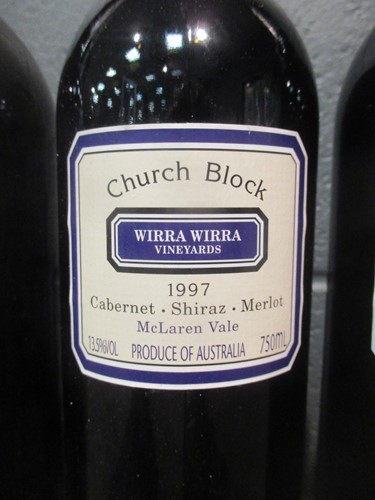 Church Block
WIRRA WIRRA
VINEYARDS
1997
Cabernet · Shiraz · Merlot
McLaren Vale
13.5%VOL PRODUCE OF AUSTRALIA 750mL